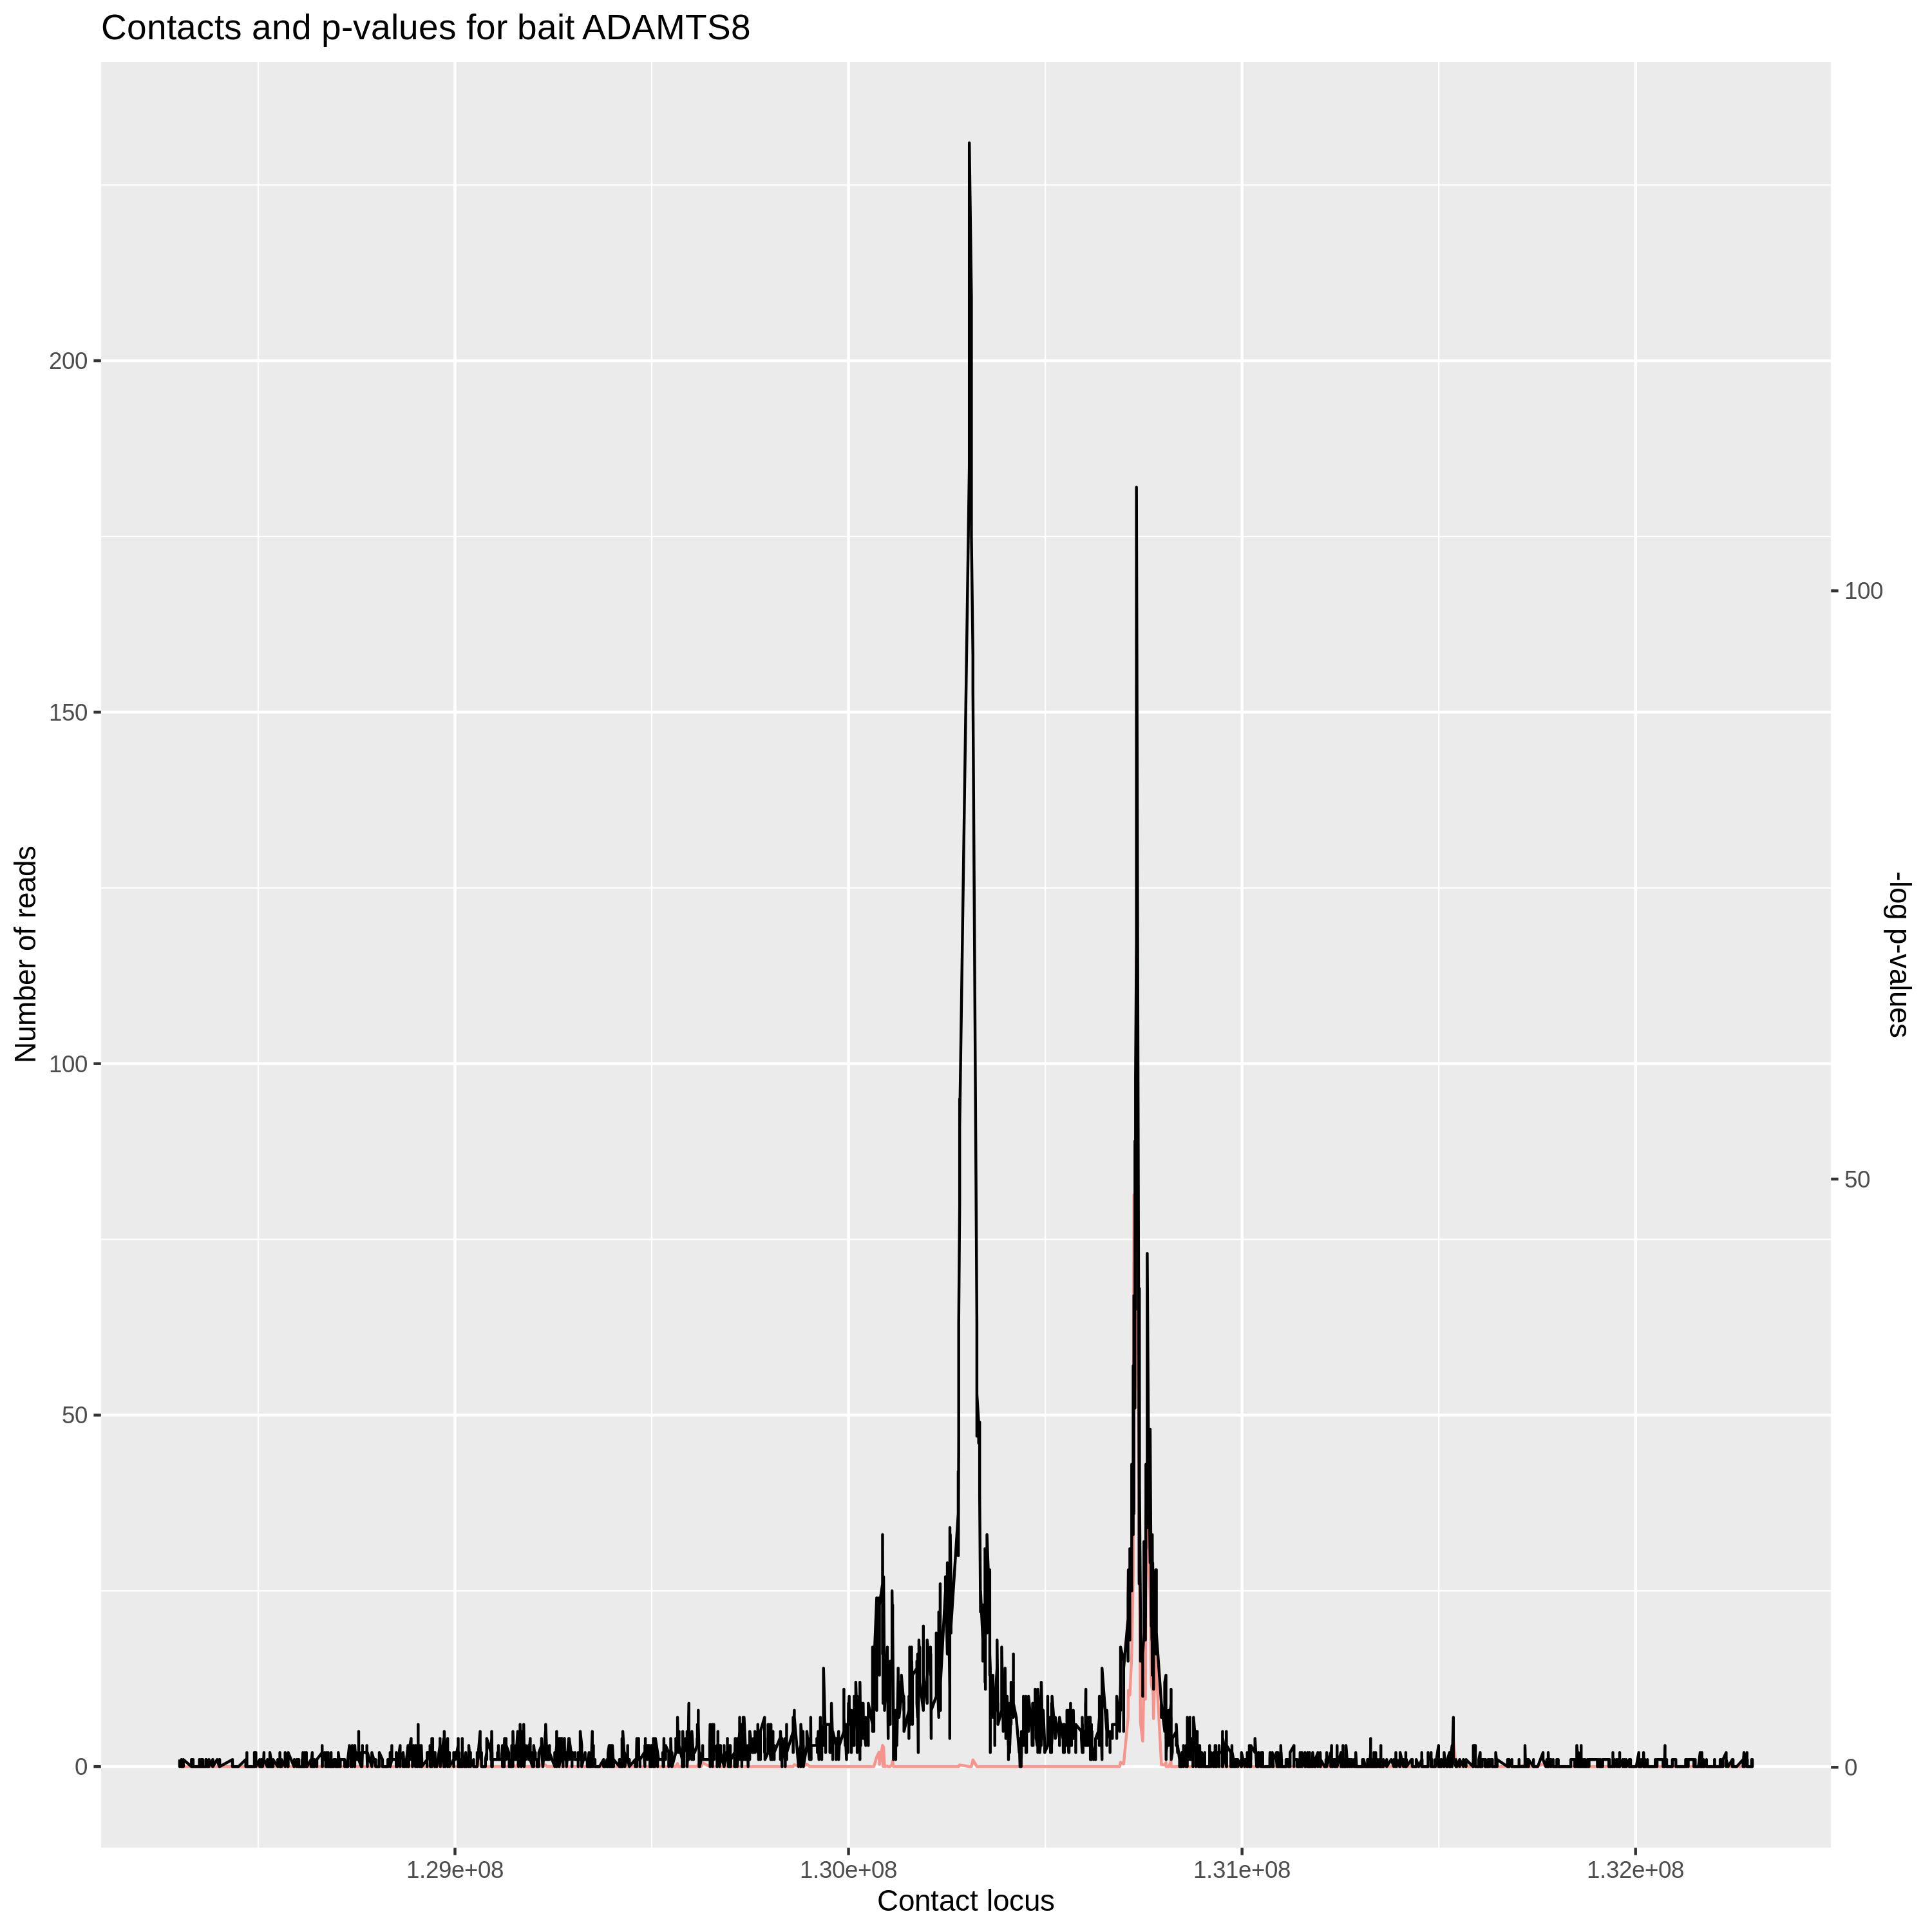 Contacts and p-values for bait ADAMTS8
Number of reads
200
150
100
50
0
100
50
0
-log p-values
1.29e+08
1.30e+08
1.31e+08
1.32e+08
Contact locus